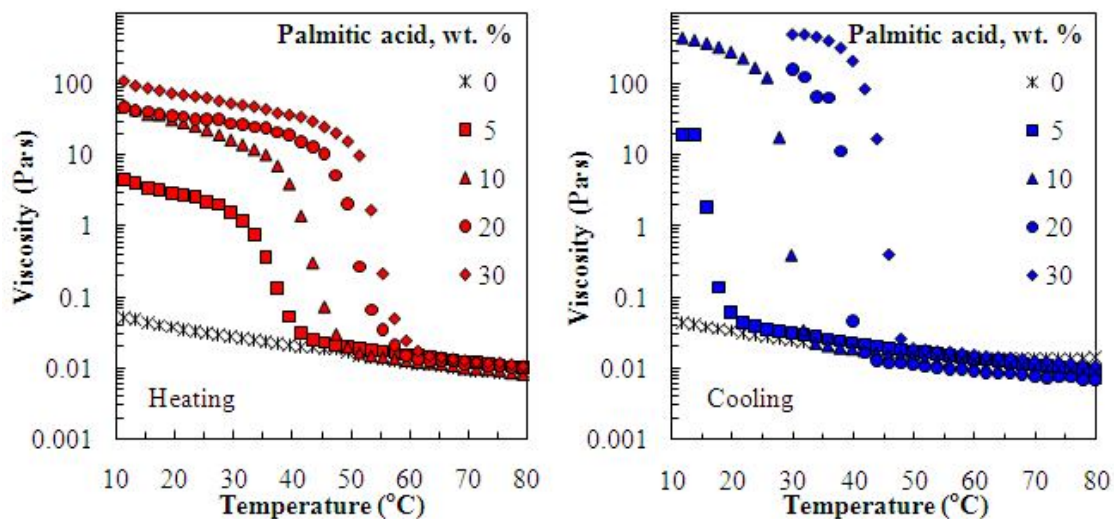 Palmitic acid, wt. %
0
5
10
20
30
100
10
1
0.1
0.01
0.001
Viscosity (Pa·s)
Heating
10 20 30 40 50 60 70 80
Temperature (°C)
Palmitic acid, wt. %
0
5
10
20
30
100
10
1
0.1
0.01
0.001
Viscosity (Pa·s)
Cooling
10 20 30 40 50 60 70 80
Temperature (°C)